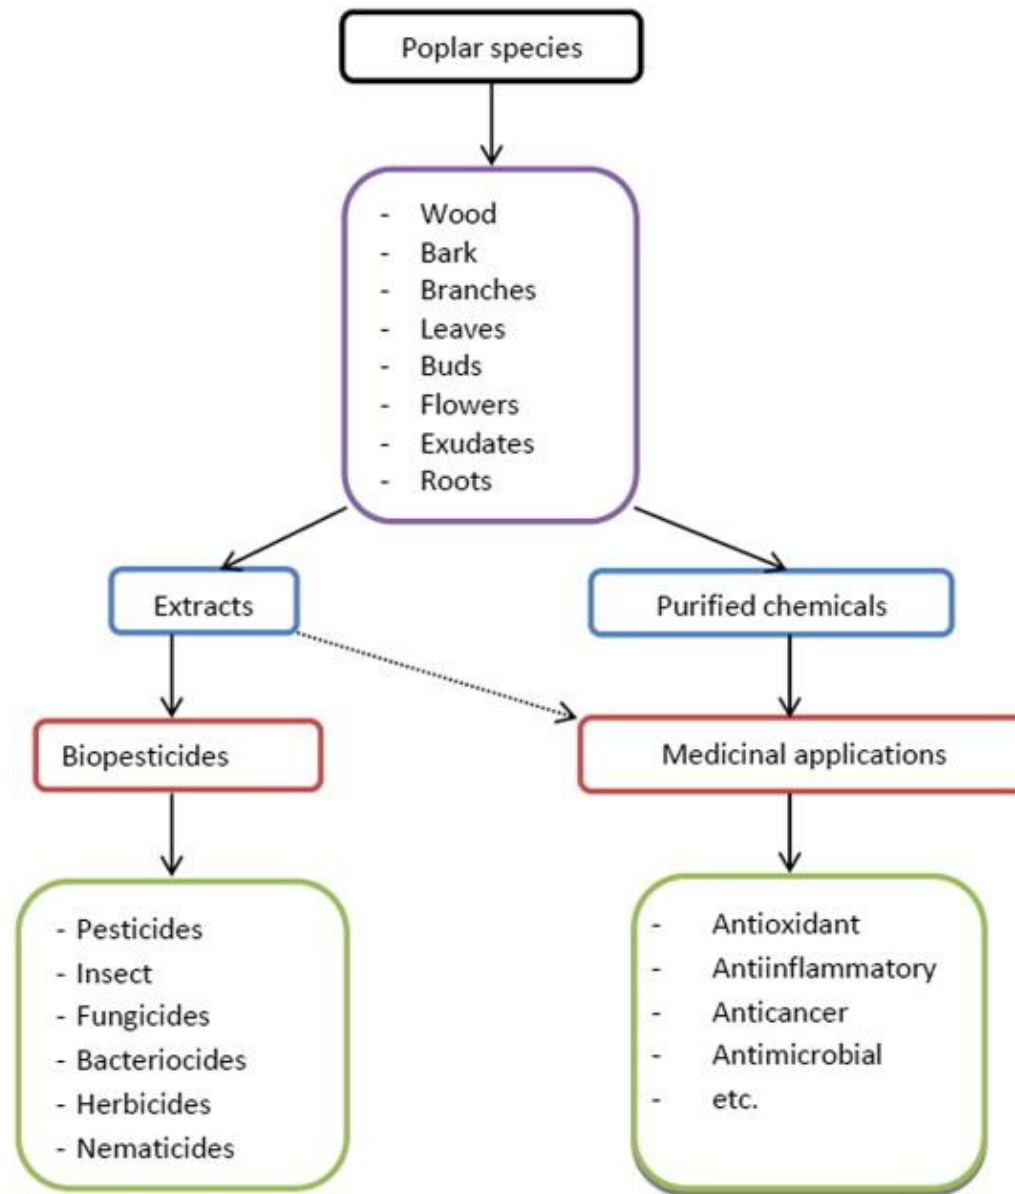 Poplar species
- Wood
- Bark
- Branches
- Leaves
- Buds
- Flowers
- Exudates
- Roots
Extracts
Purified chemicals
Biopesticides
Medicinal applications
- Pesticides
- Insect
- Fungicides
- Bacteriocides
- Herbicides
- Nematicides
- Antioxidant
- Antiinflammatory
- Anticancer
- Antimicrobial
- etc.